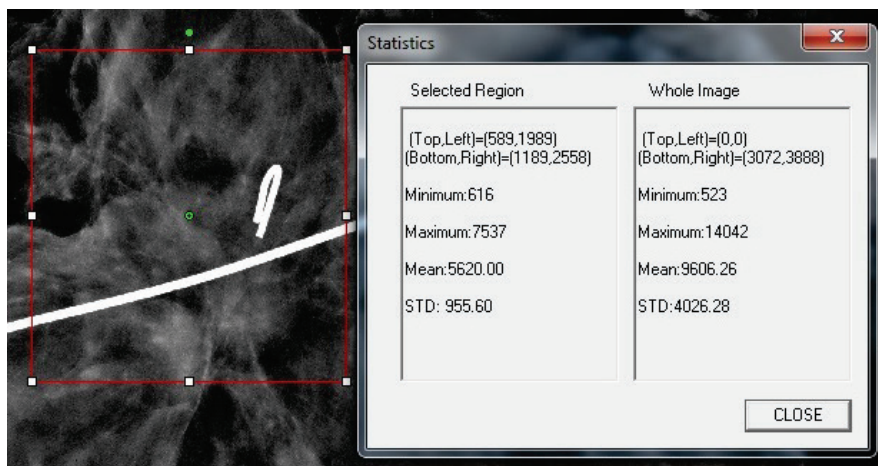 Statistics
Selected Region
(Top,Left)=(589,1989)
(Bottom,Right)=(1189,2558)
Minimum:616
Maximum:7537
Mean:5620.00
STD: 955.60
Whole Image
(Top,Left)=(0,0)
(Bottom,Right)=(3072,3888)
Minimum:523
Maximum:14042
Mean:9606.26
STD:4026.28
CLOSE